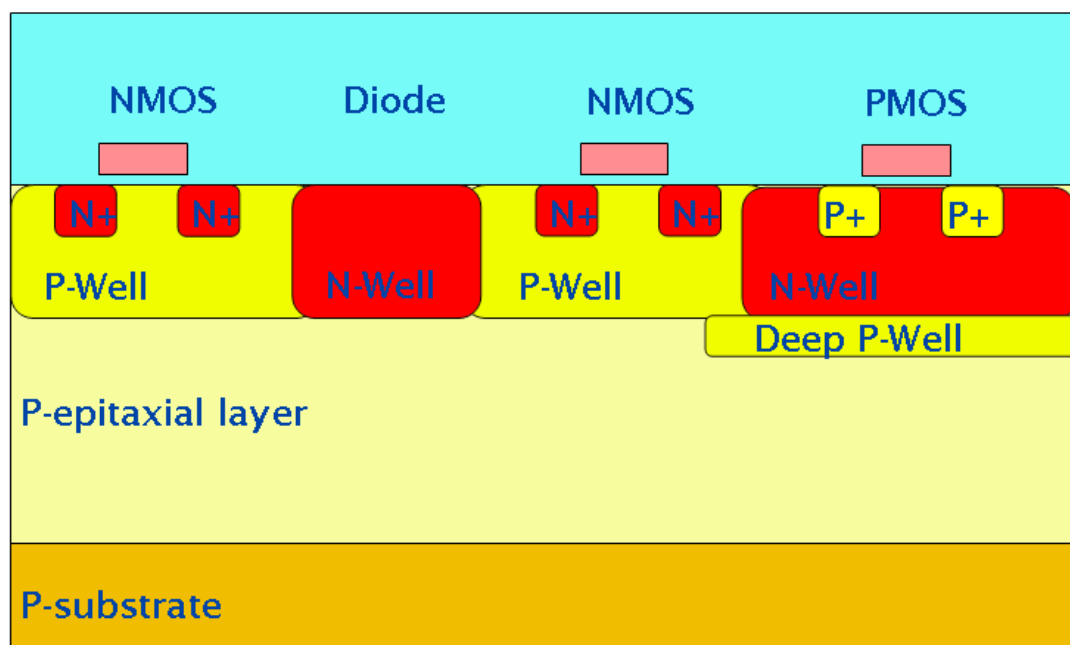 NMOS Diode NMOS PMOS
N+ N+ N+ N+ P+ P+
P-Well N-Well P-Well N-Well
Deep P-Well
P-epitaxial layer
P-substrate